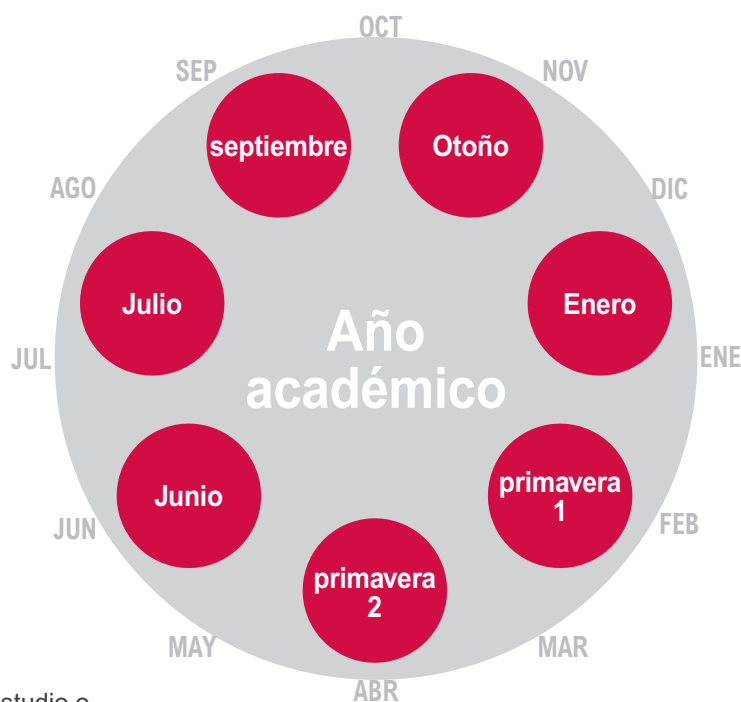 OCT
SEP
NOV
septiembre
Otoño
AGO
DIC
Julio
Enero
Año
académico
JUL
ENE
Junio
primavera
1
JUN
FEB
primavera
2
MAY
MAR
ABR